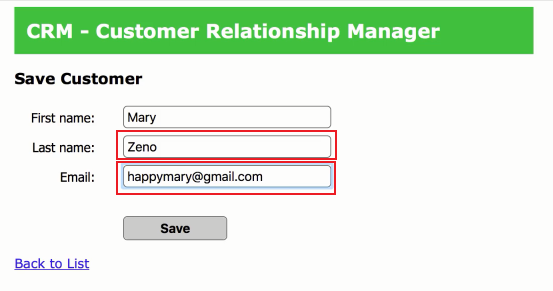 CRM - Customer Relationship Manager
Save Customer
First name: Mary
Last name: Zeno
Email: happymary@gmail.com
Save
Back to List